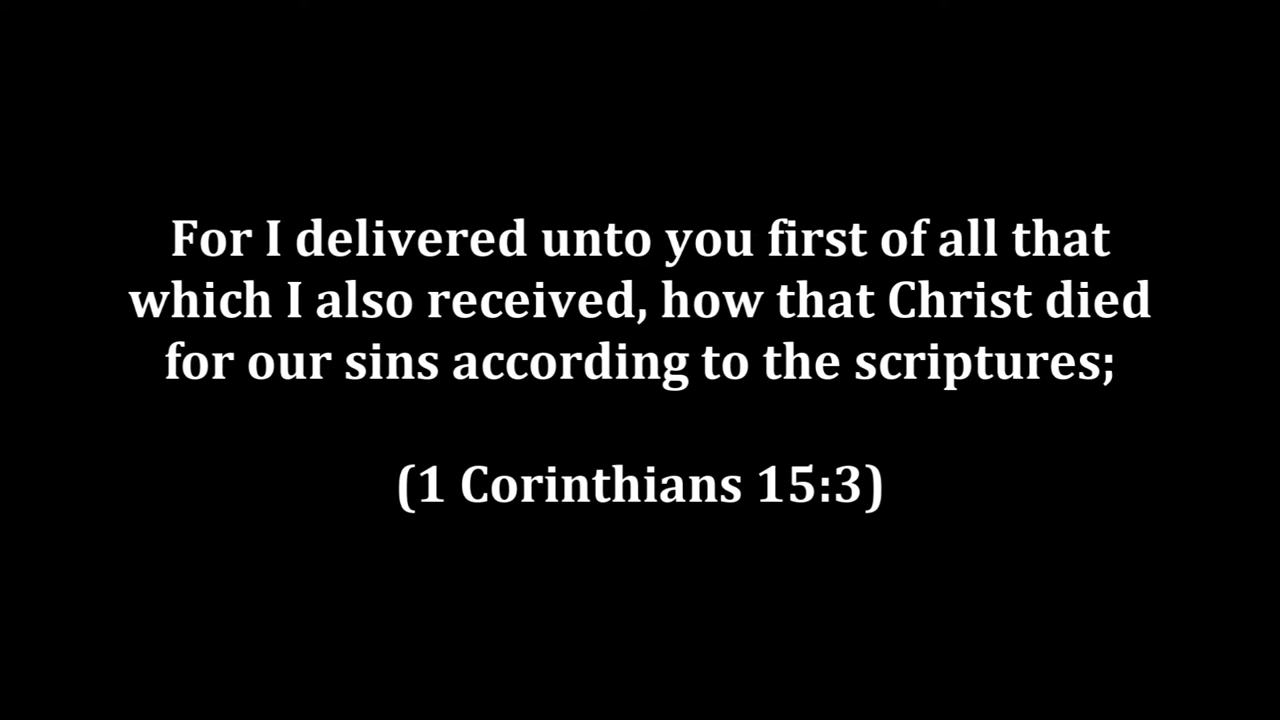 For I delivered unto you first of all that
which I also received, how that Christ died
for our sins according to the scriptures;
(1 Corinthians 15:3)